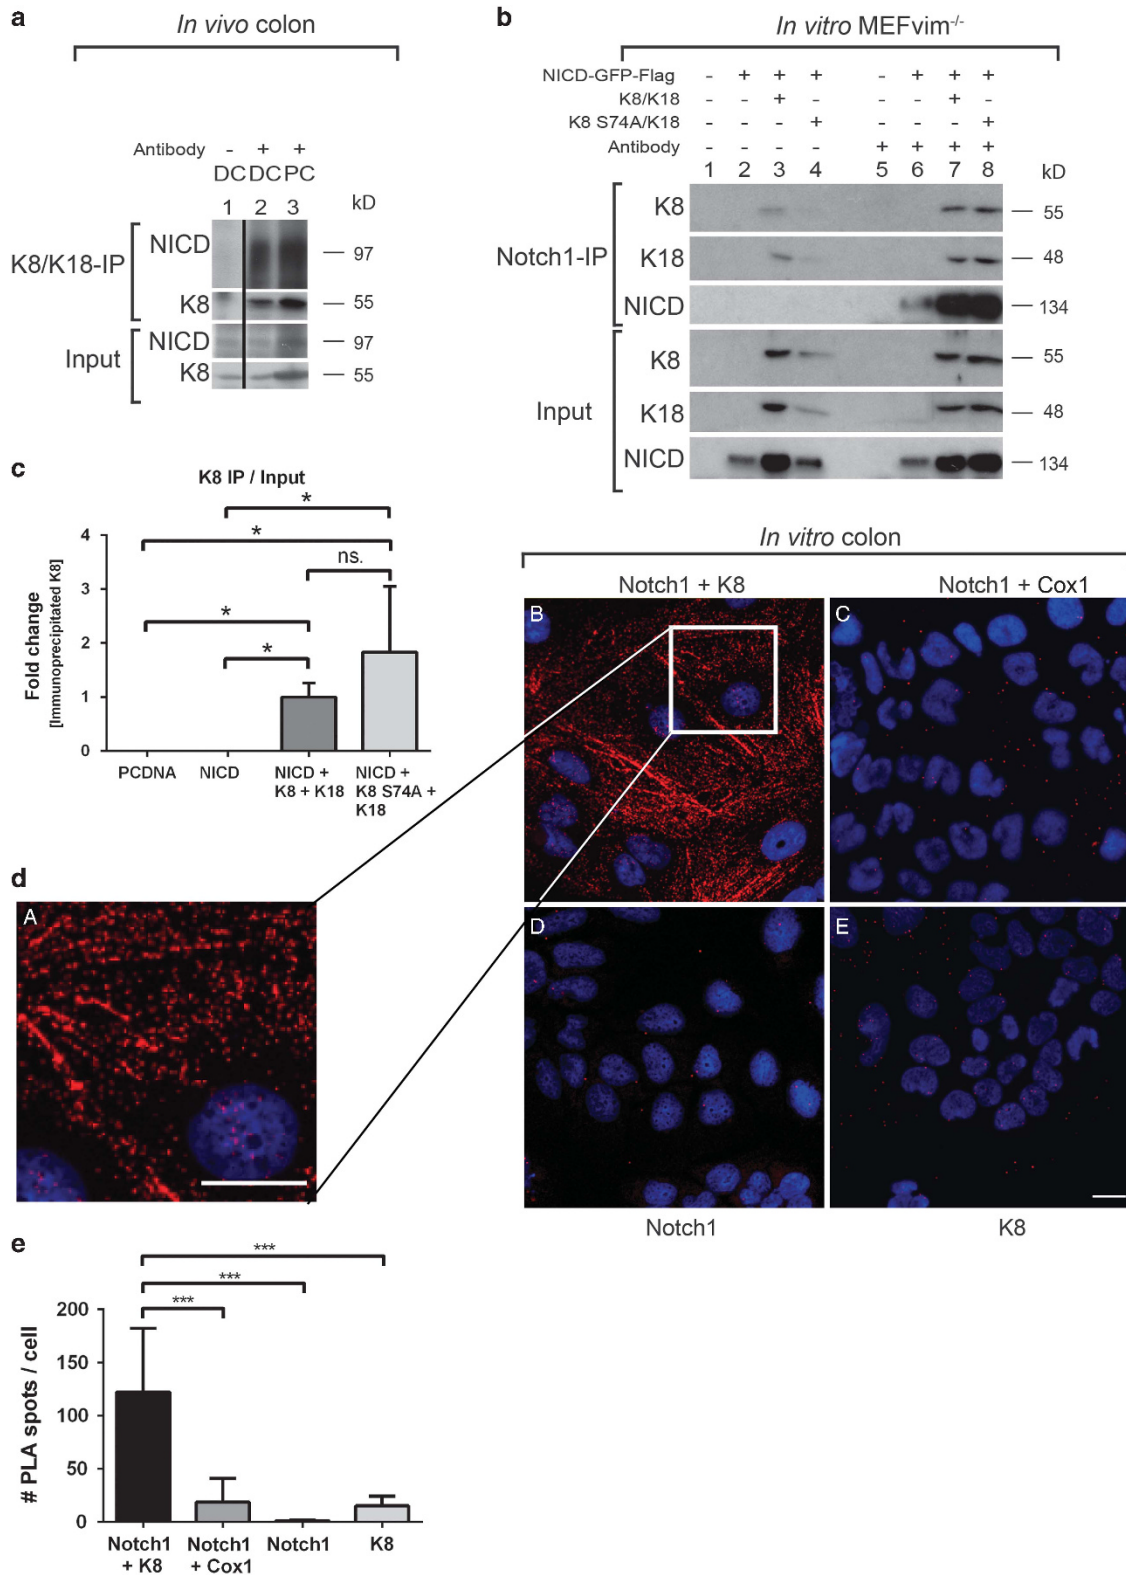 a
In vivo colon
Antibody - + +
DC DC PC
1 2 3 kD
K8/K18-IP
NICD — 97
K8 — 55
Input
NICD — 97
K8 — 55
b
In vitro MEFvim-/-
NICD-GFP-Flag - + + + - + + +
K8/K18 - - + - - - + -
K8 S74A/K18 - - - + - - - +
Antibody - - - - + + + +
1 2 3 4 5 6 7 8 kD
Notch1-IP
K8 — 55
K18 — 48
NICD — 134
Input
K8 — 55
K18 — 48
NICD — 134
c
K8 IP / Input
Fold change
[Immunoprecipitated K8]
4
3
2
1
0
*
*
ns.
*
*
PCDNA
NICD
NICD +
K8 + K18
NICD +
K8 S74A +
K18
d
In vitro colon
Notch1 + K8
Notch1 + Cox1
B
C
A
D
E
Notch1
K8
e
***
***
***
# PLA spots / cell
200
150
100
50
0
Notch1
+ K8
Notch1
+ Cox1
Notch1
K8